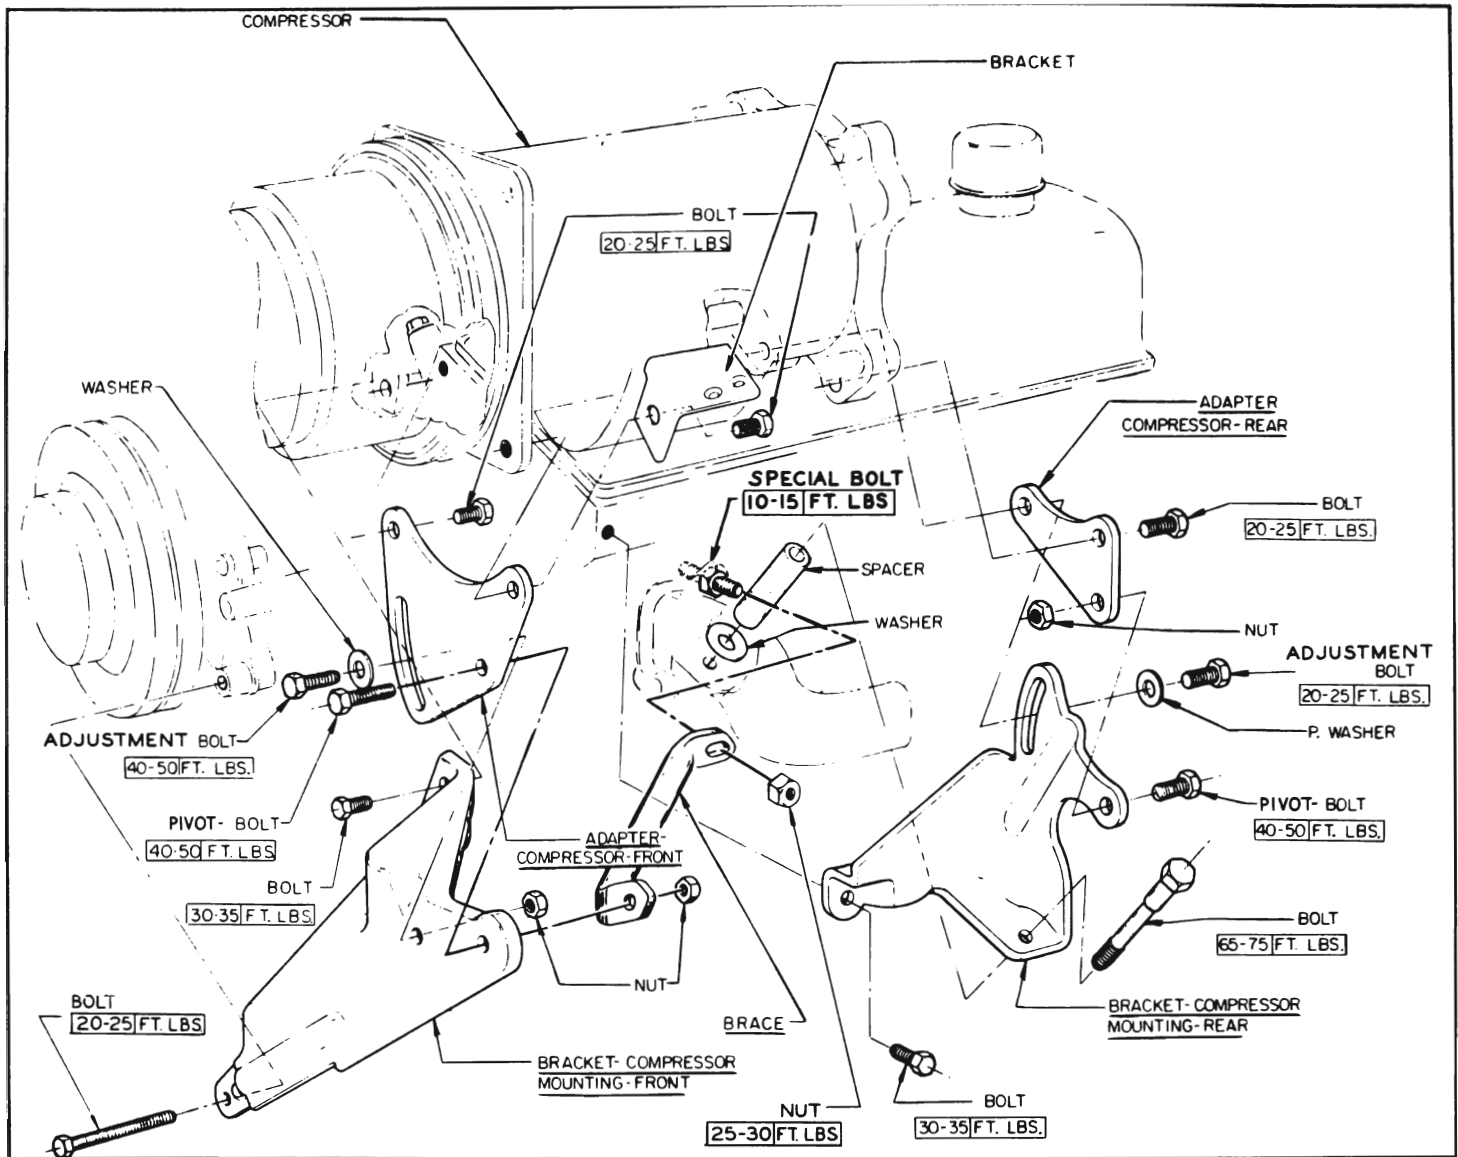 COMPRESSOR
BRACKET
BOLT
20-25 FT. LBS
WASHER
ADAPTER
COMPRESSOR-REAR
SPECIAL BOLT
10-15 FT. LBS
BOLT
20-25 FT. LBS.
SPACER
WASHER
NUT
ADJUSTMENT
BOLT
20-25 FT. LBS.
P. WASHER
ADJUSTMENT BOLT
40-50 FT. LBS.
PIVOT- BOLT
40-50 FT. LBS.
PIVOT- BOLT
40-50 FT. LBS
ADAPTER-
COMPRESSOR-FRONT
BOLT
30-35 FT. LBS.
BOLT
65-75 FT. LBS.
NUT
BOLT
20-25 FT. LBS
BRACE
BRACKET- COMPRESSOR
MOUNTING-REAR
BRACKET- COMPRESSOR
MOUNTING-FRONT
NUT
25-30 FT. LBS
BOLT
30-35 FT. LBS.